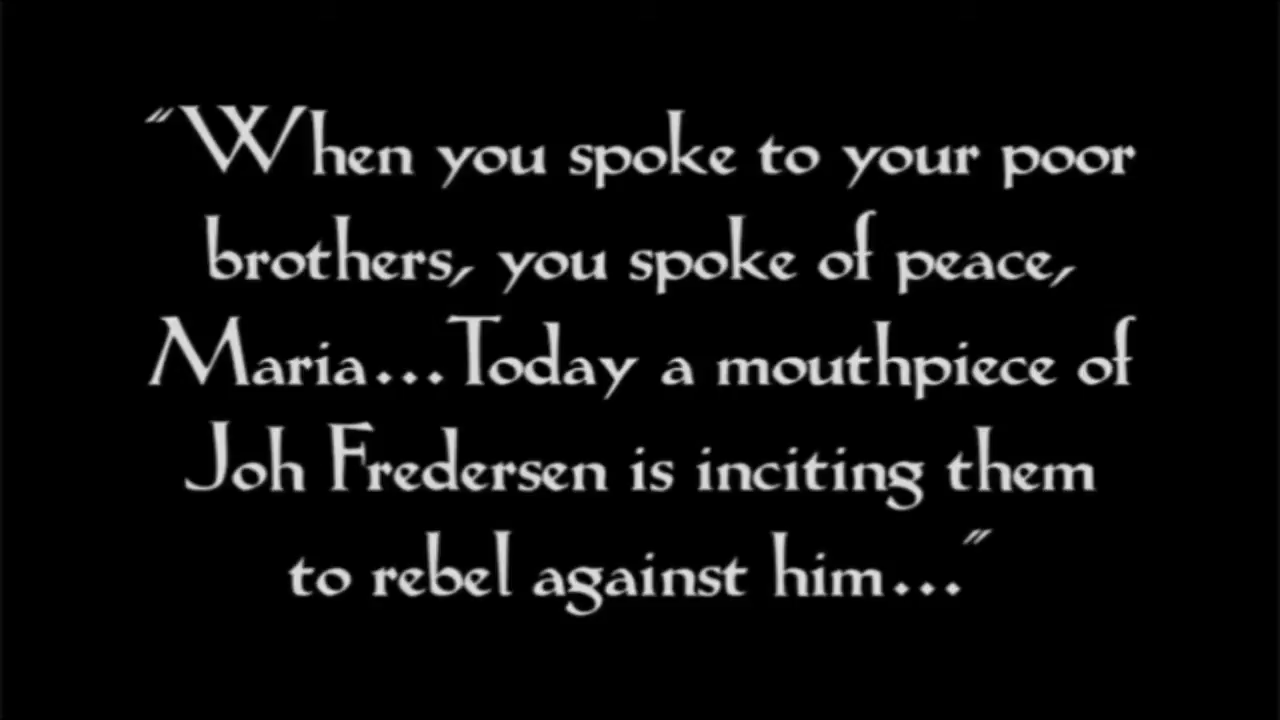 “When you spoke to your poor
brothers, you spoke of peace,
Maria...Today a mouthpiece of
Joh Fredersen is inciting them
to rebel against him...”